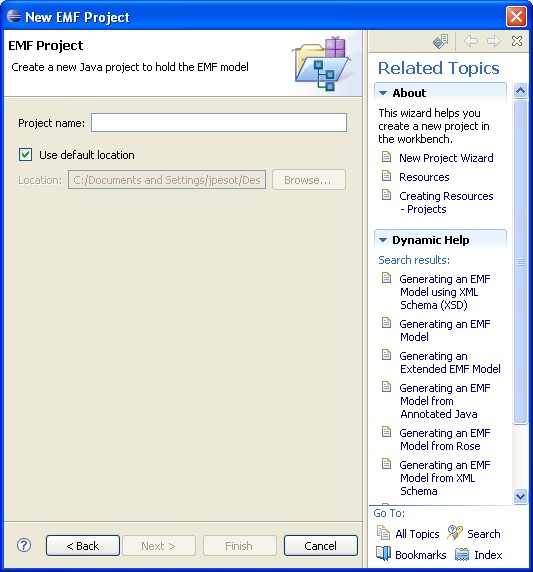 New EMF Project
EMF Project
Create a new Java project to hold the EMF model
Project name:
Use default location
Location: C:/Documents and Settings/jpesot/Des Browse...
< Back Next > Finish Cancel
Related Topics
About
This wizard helps you
create a new project in
the workbench.
New Project Wizard
Resources
Creating Resources
- Projects
Dynamic Help
Search results:
Generating an EMF
Model using XML
Schema (XSD)
Generating an EMF
Model
Generating an
Extended EMF Model
Generating an EMF
Model from
Annotated Java
Generating an EMF
Model from Rose
Generating an EMF
Model from XML
Schema
Go To:
All Topics Search
Bookmarks Index